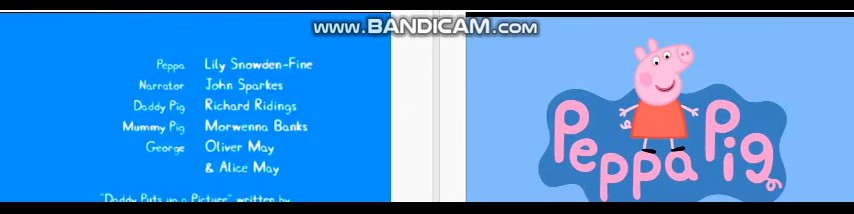 www.BANDICAM.com
Peppa Lily Snowden-Fine
Narrator John Sparkes
Daddy Pig Richard Ridings
Mummy Pig Morwenna Banks
George Oliver May
& Alice May
"Daddy Puts up a Picture" written by
Peppa Pig